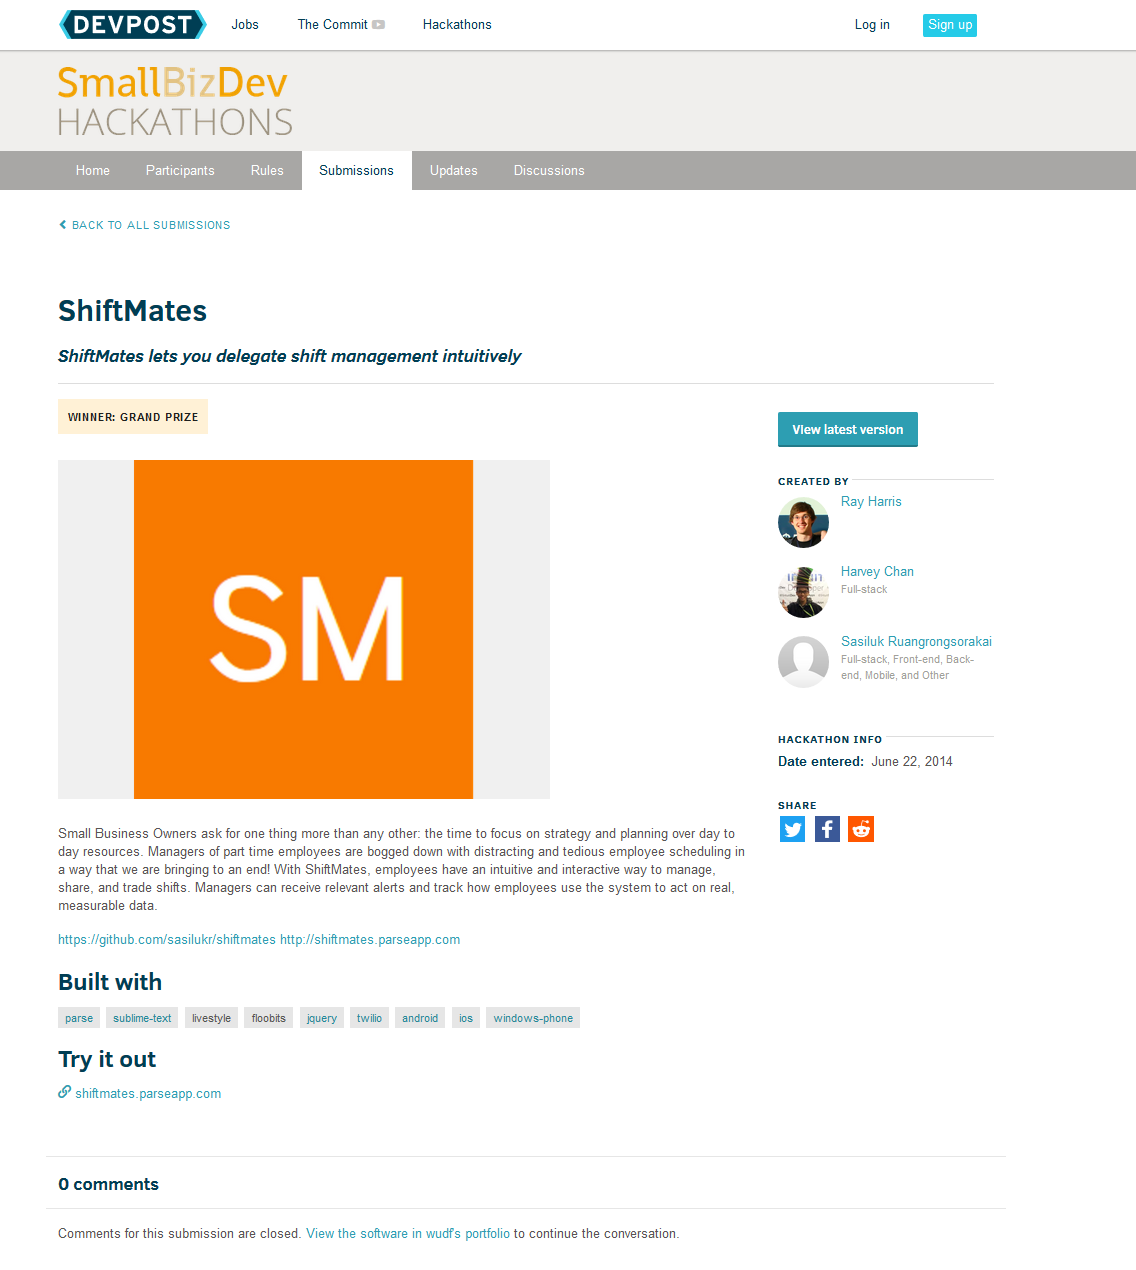 DEVPOST Jobs The Commit Hackathons Log in Sign up
SmallBizDev
HACKATHONS
Home Participants Rules Submissions Updates Discussions
BACK TO ALL SUBMISSIONS
ShiftMates
ShiftMates lets you delegate shift management intuitively
WINNER: GRAND PRIZE
SM
Small Business Owners ask for one thing more than any other: the time to focus on strategy and planning over day to
day resources. Managers of part time employees are bogged down with distracting and tedious employee scheduling in
a way that we are bringing to an end! With ShiftMates, employees have an intuitive and interactive way to manage,
share, and trade shifts. Managers can receive relevant alerts and track how employees use the system to act on real,
measurable data.
https://github.com/sasilukr/shiftmates http://shiftmates.parseapp.com
Built with
parse sublime-text livestyle floobits jquery twilio android ios windows-phone
Try it out
shiftmates.parseapp.com
View latest version
CREATED BY
Ray Harris
Harvey Chan
Full-stack
Sasiluk Ruangrongsorakai
Full-stack, Front-end, Back-
end, Mobile, and Other
HACKATHON INFO
Date entered: June 22, 2014
SHARE
0 comments
Comments for this submission are closed. View the software in wudf's portfolio to continue the conversation.